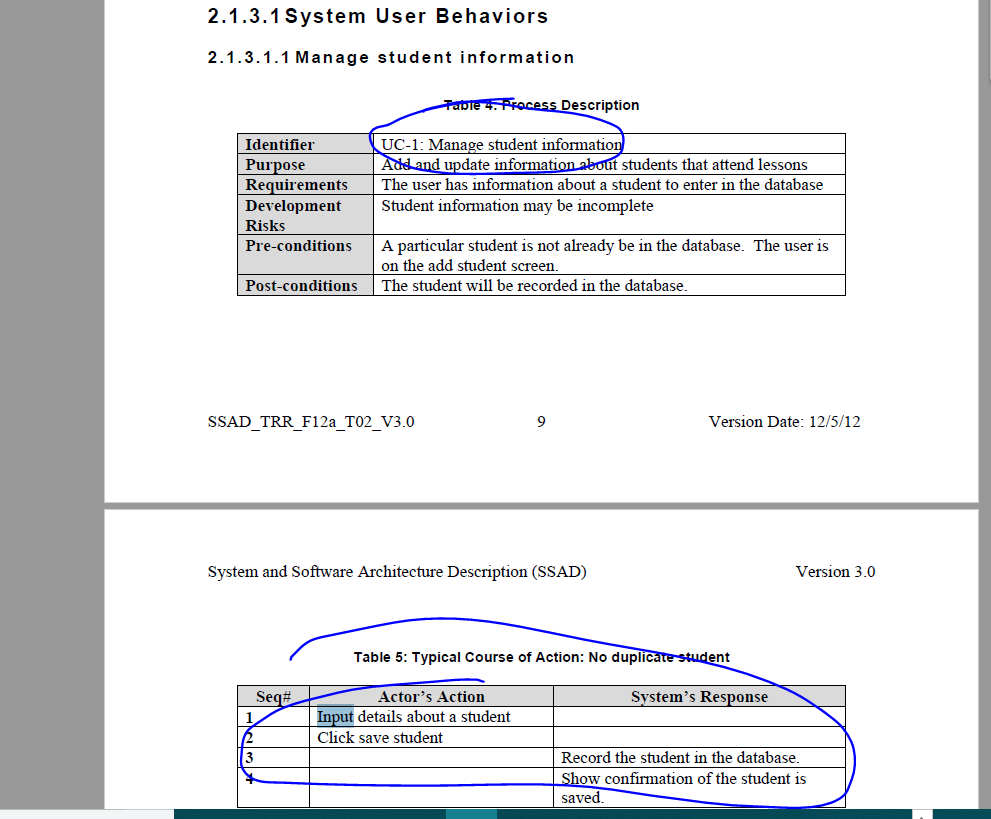 2.1.3.1 System User Behaviors
2.1.3.1.1 Manage student information
Table 4: Process Description
Identifier UC-1: Manage student information
Purpose Add and update information about students that attend lessons
Requirements The user has information about a student to enter in the database
Development Student information may be incomplete
Risks
Pre-conditions A particular student is not already be in the database. The user is
on the add student screen.
Post-conditions The student will be recorded in the database.
SSAD_TRR_F12a_T02_V3.0 9 Version Date: 12/5/12
System and Software Architecture Description (SSAD) Version 3.0
Table 5: Typical Course of Action: No duplicate student
Seq# Actor's Action System's Response
1 Input details about a student
2 Click save student
3 Record the student in the database.
4 Show confirmation of the student is
saved.